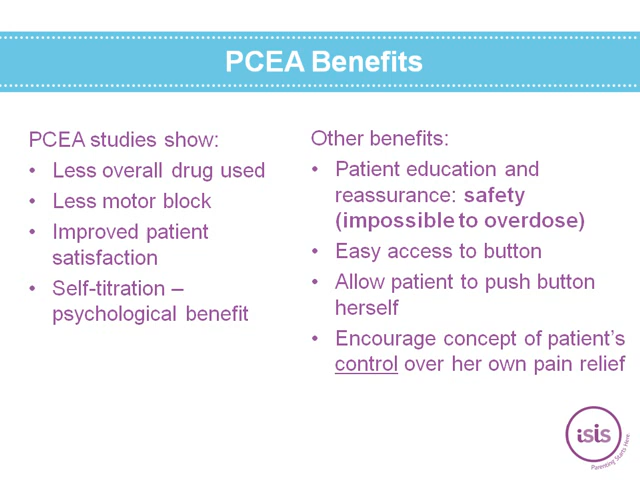 PCEA Benefits
PCEA studies show:
• Less overall drug used
• Less motor block
• Improved patient
satisfaction
• Self-titration –
psychological benefit
Other benefits:
• Patient education and
reassurance: safety
(impossible to overdose)
• Easy access to button
• Allow patient to push button
herself
• Encourage concept of patient’s
control over her own pain relief
isis
Parenting Starts Here.